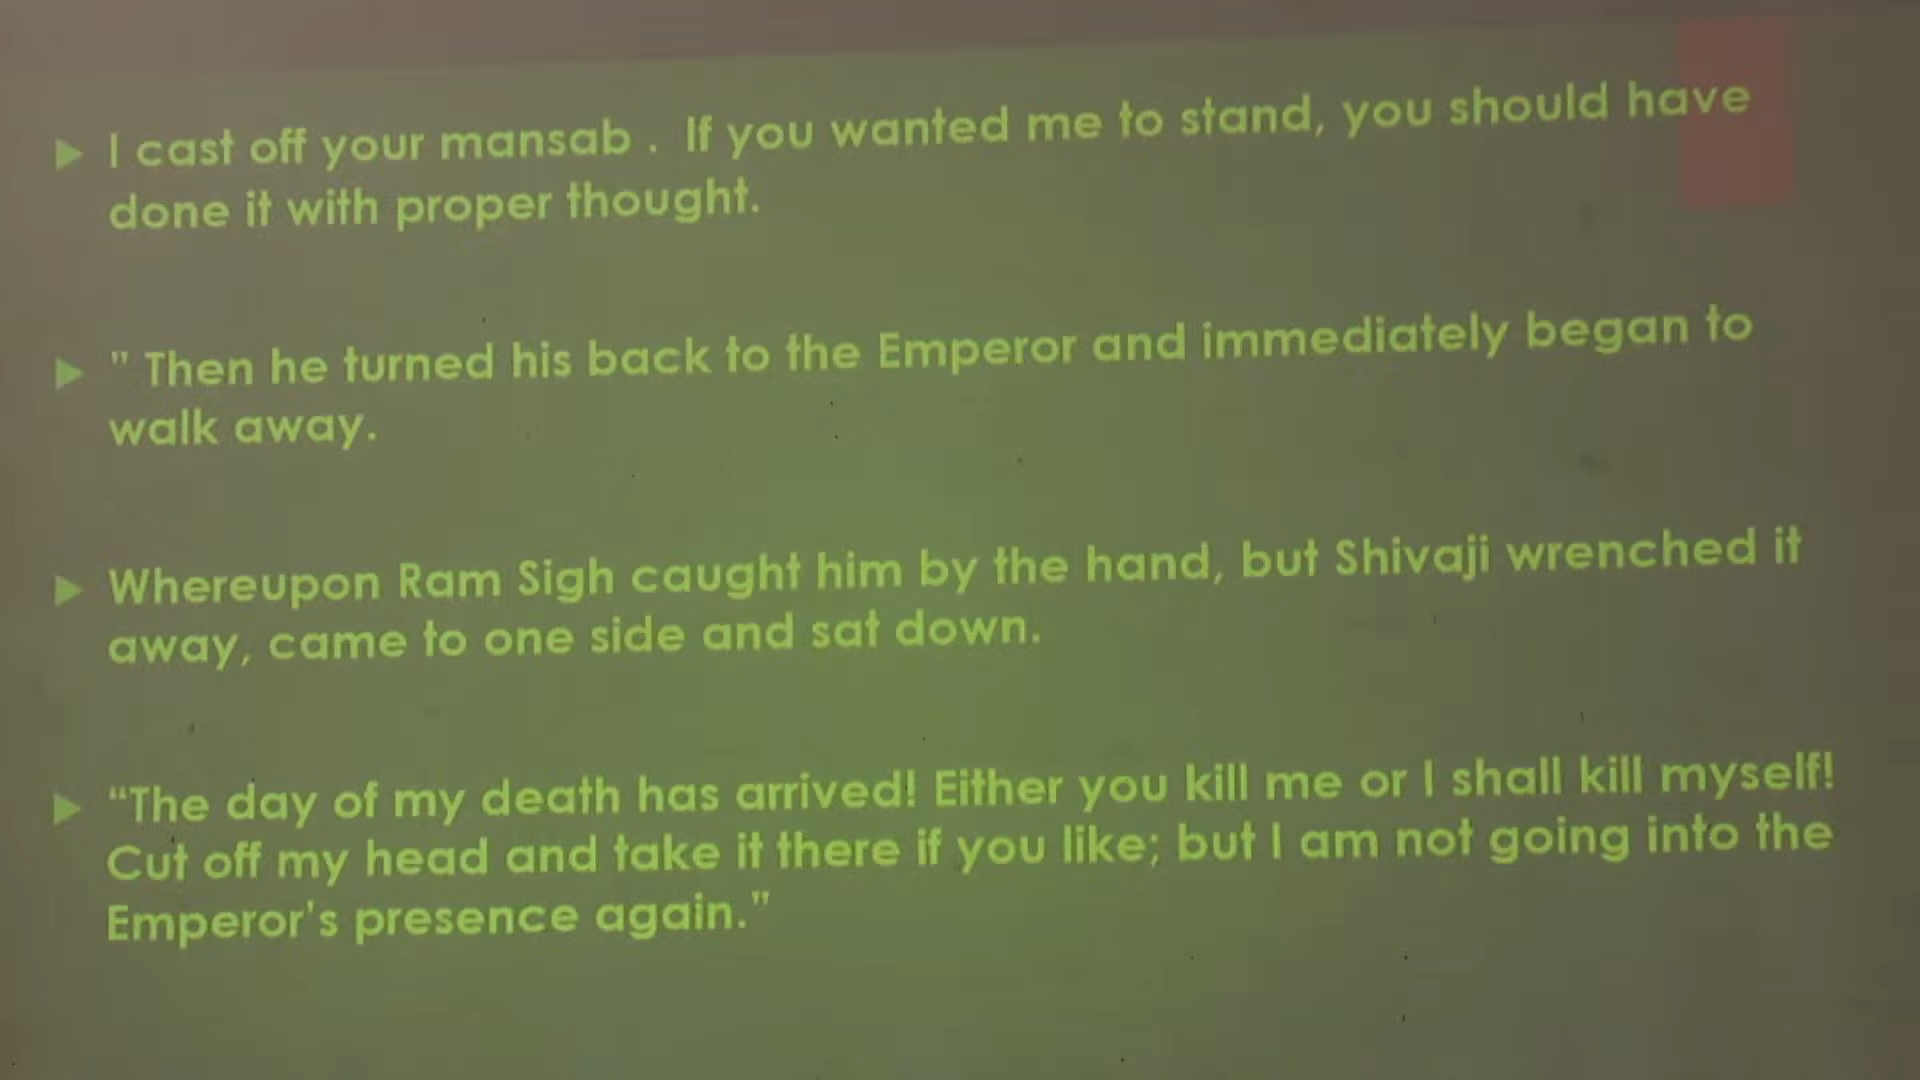 I cast off your mansab . If you wanted me to stand, you should have
done it with proper thought.
" Then he turned his back to the Emperor and immediately began to
walk away.
Whereupon Ram Sigh caught him by the hand, but Shivaji wrenched it
away, came to one side and sat down.
“The day of my death has arrived! Either you kill me or I shall kill myself!
Cut off my head and take it there if you like; but I am not going into the
Emperor's presence again."